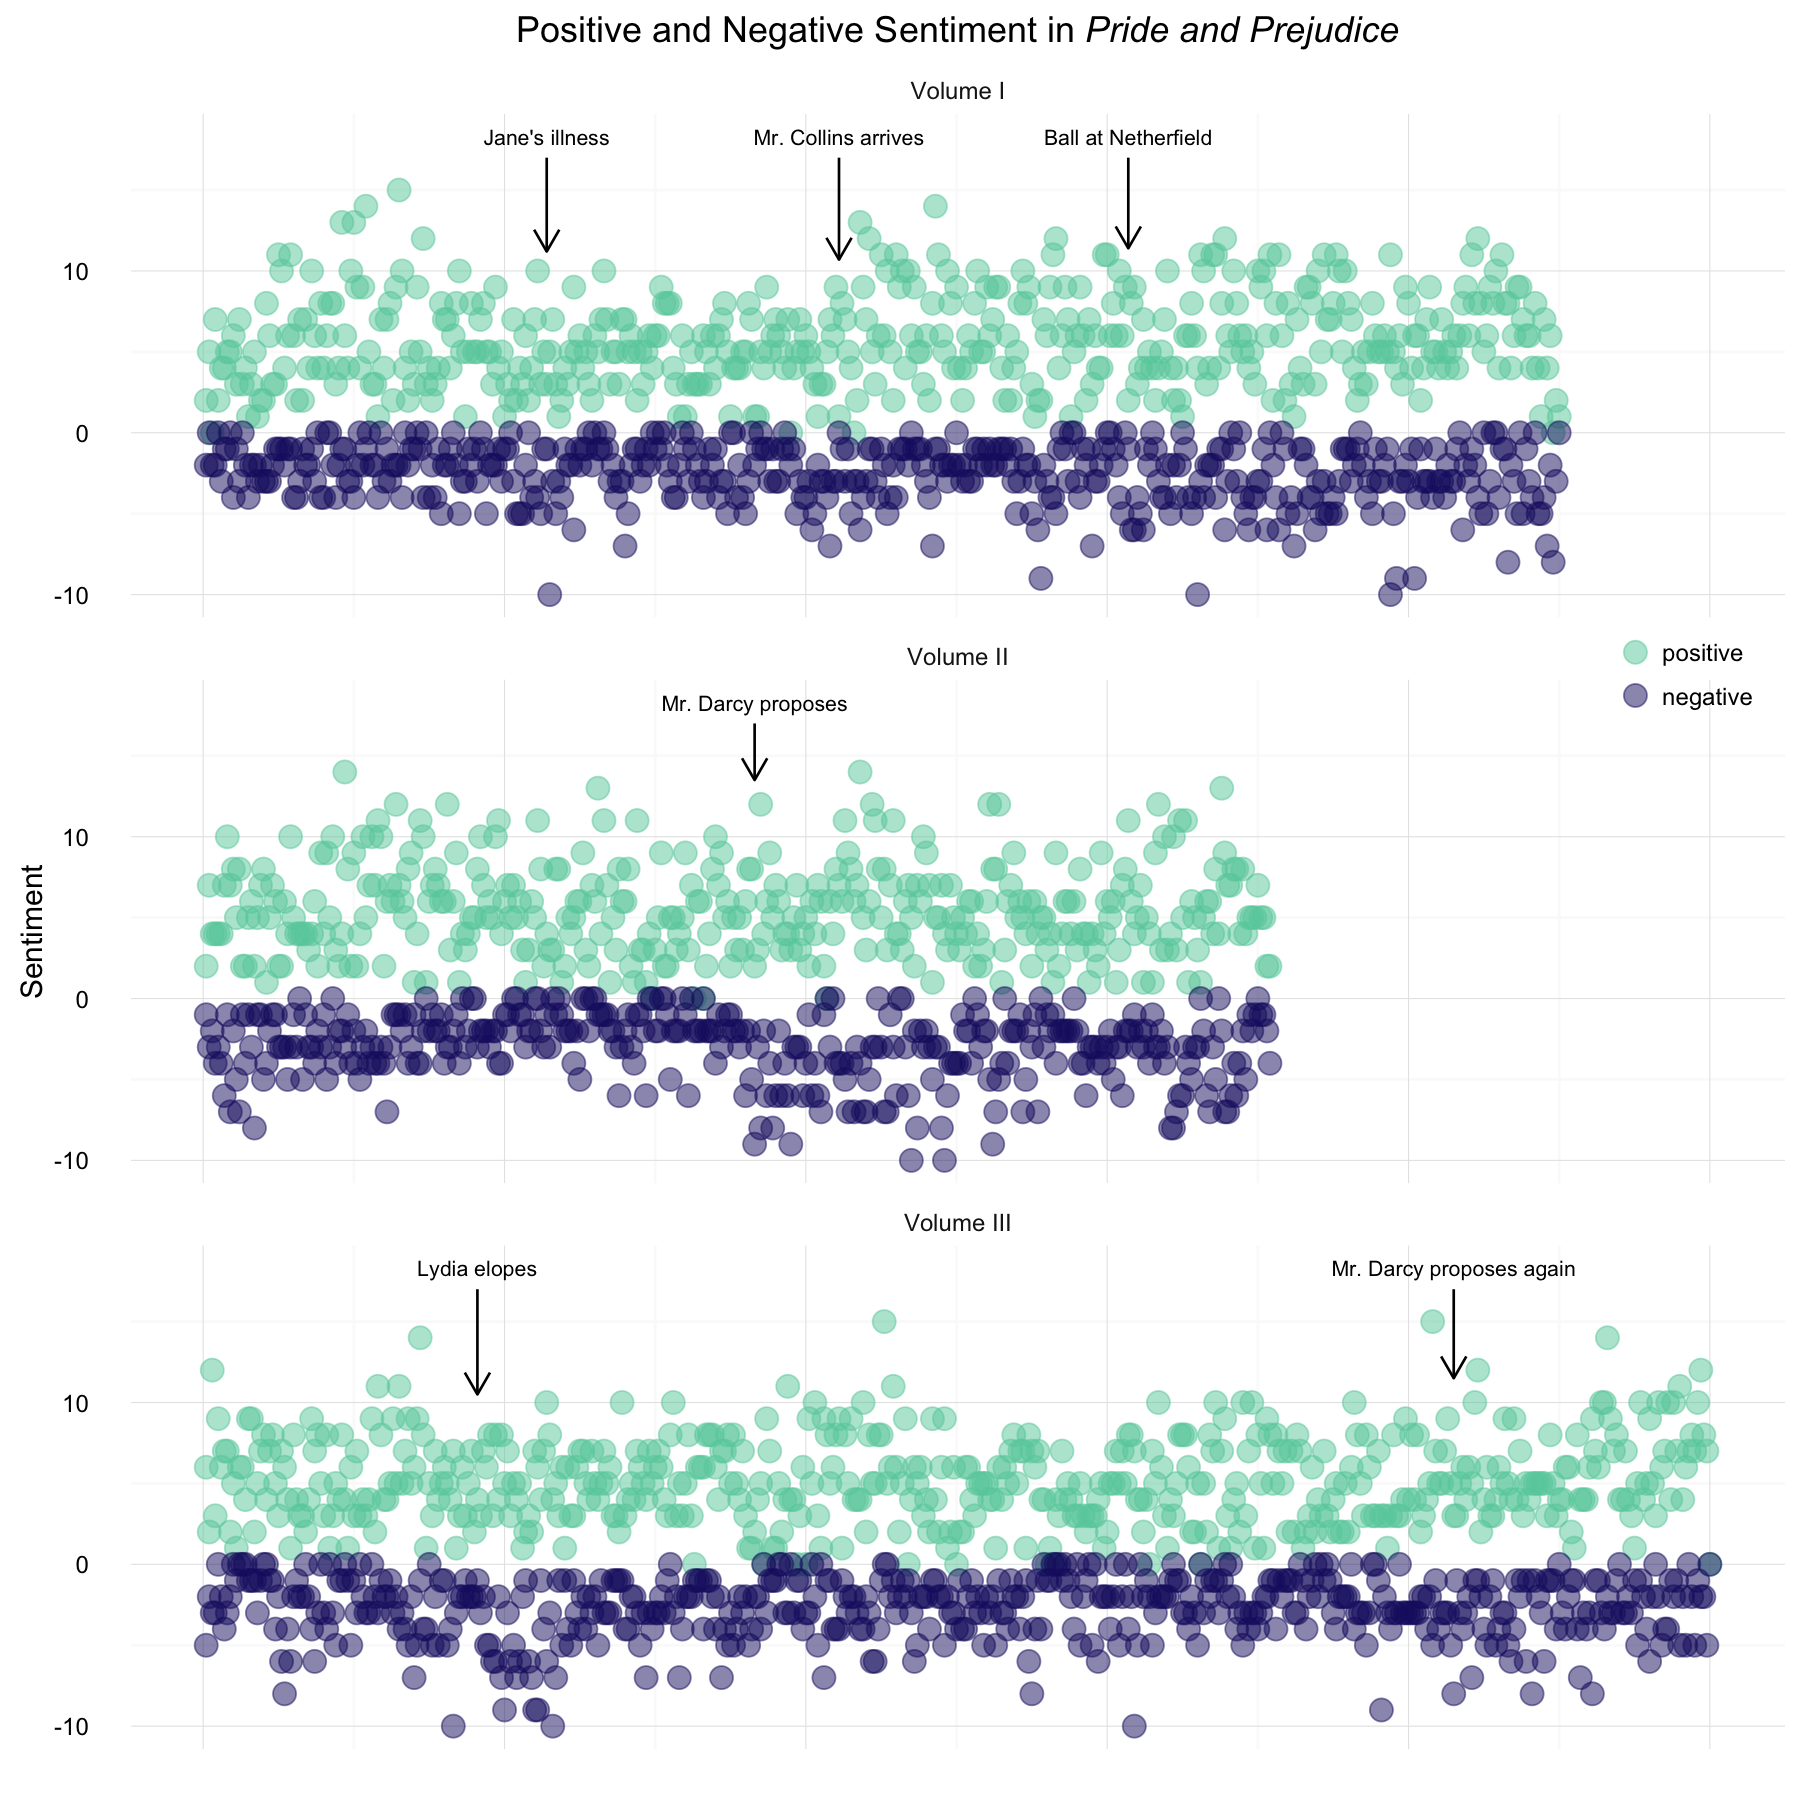 Positive and Negative Sentiment in Pride and Prejudice
Volume I
Jane's illness
Mr. Collins arrives
Ball at Netherfield
10
0
-10
Volume II
positive
negative
Mr. Darcy proposes
10
0
-10
Sentiment
Volume III
Lydia elopes
Mr. Darcy proposes again
10
0
-10